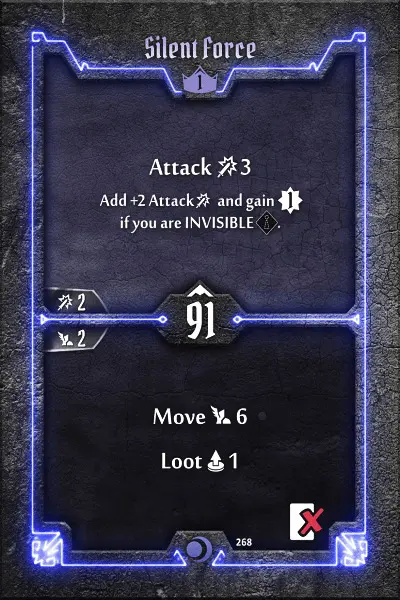 Silent Force
1
Attack 3
Add +2 Attack and gain 1
if you are INVISIBLE .
2
91
2
Move 6
Loot 1
268